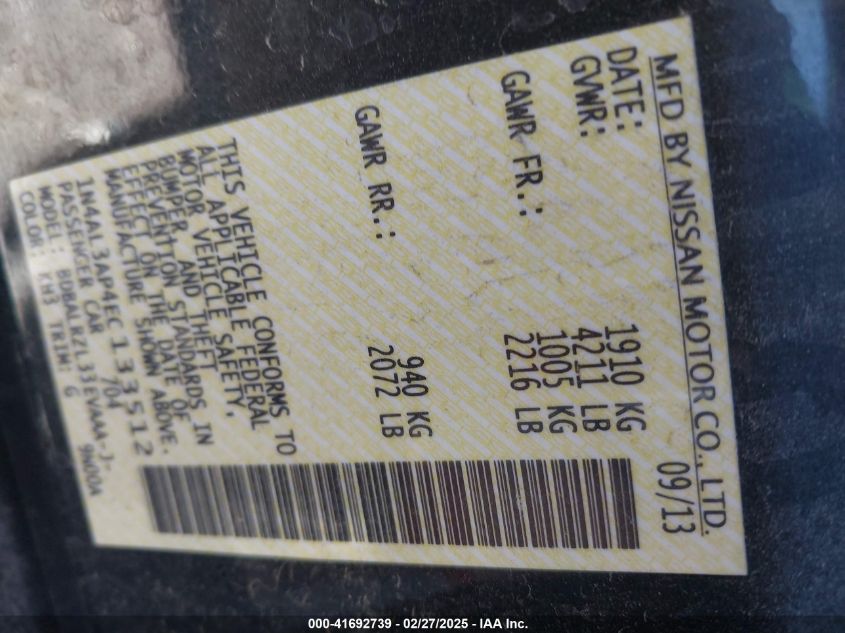 MFD BY NISSAN MOTOR CO., LTD.
DATE: 09/13
GVWR: 1910 KG
4211 LB
GAWR FR.: 1005 KG
2216 LB
GAWR RR.: 940 KG
2072 LB
THIS VEHICLE CONFORMS TO
ALL APPLICABLE FEDERAL
MOTOR VEHICLE SAFETY,
BUMPER, AND THEFT
PREVENTION STANDARDS IN
EFFECT ON THE DATE OF
MANUFACTURE SHOWN ABOVE.
1N4AL3AP4EC133512
PASSENGER CAR 704
MODEL: BDBALRZL33EVAAA-J-
COLOR: KH3 TRIM: G 9N00A
000-41692739 - 02/27/2025 - IAA Inc.